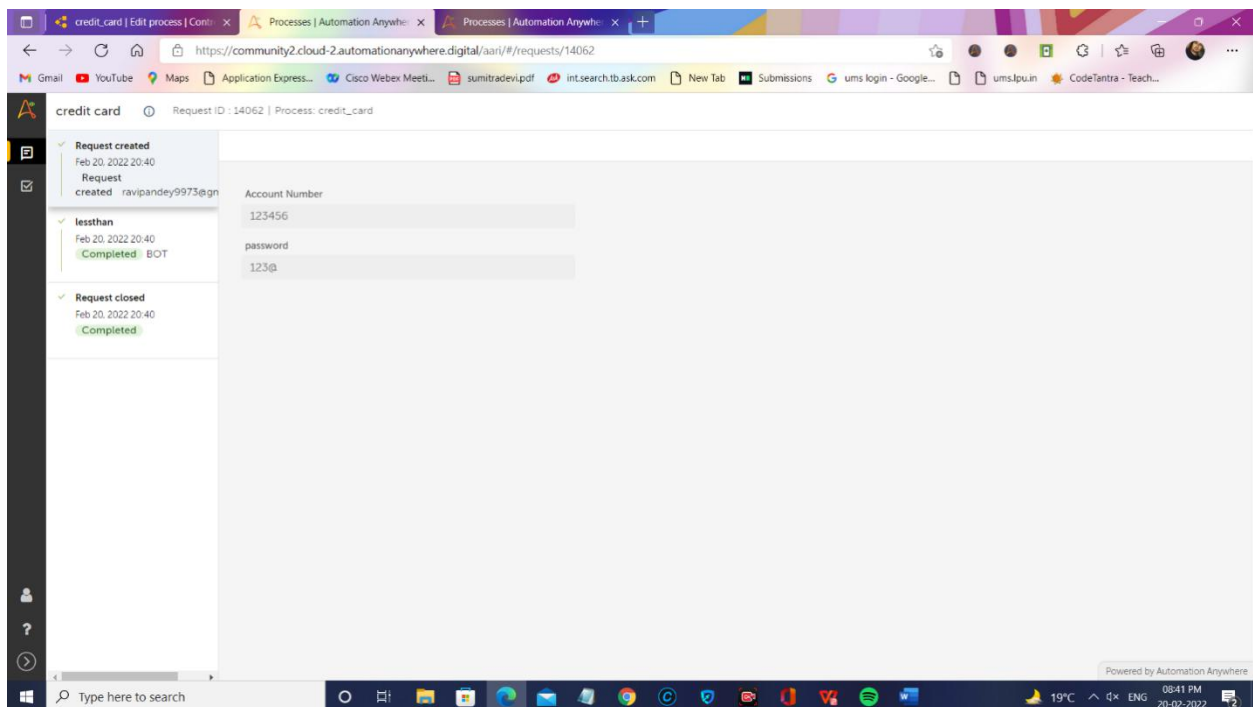 credit_card | Edit process | Contr
Processes | Automation Anywher
Processes | Automation Anywher
https://community2.cloud-2.automationanywhere.digital/aari/#/requests/14062
Gmail YouTube Maps Application Express... Cisco Webex Meeti... sumitradevi.pdf int.search.tb.ask.com New Tab Submissions ums login - Google... ums.lpu.in CodeTantra - Teach...
credit card Request ID : 14062 | Process: credit_card
Request created
Feb 20, 2022 20:40
Request
created ravipandey9973@gm
lessthan
Feb 20, 2022 20:40
Completed BOT
Request closed
Feb 20, 2022 20:40
Completed
Account Number
123456
password
123@
Powered by Automation Anywhere
Type here to search
19°C ENG 08:41 PM
20-02-2022